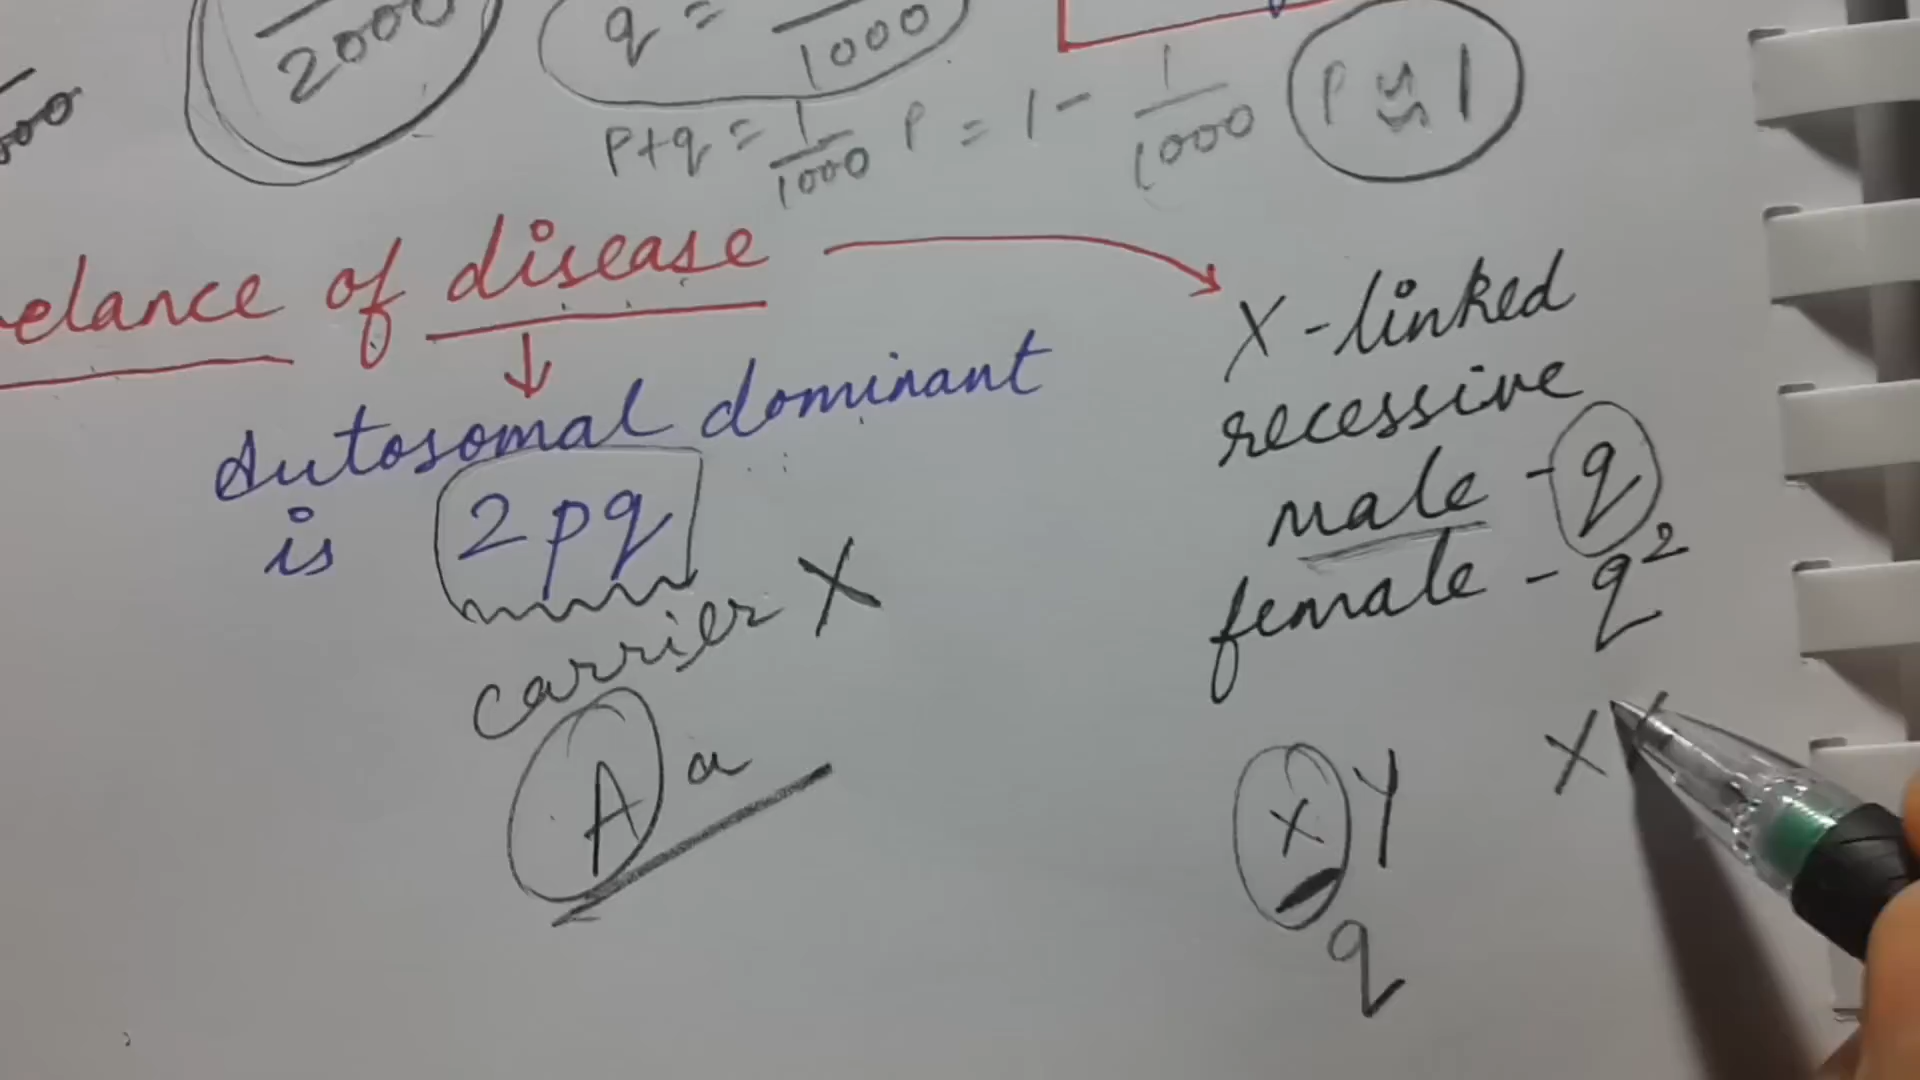 2000
q = 
1000
P+q = 1/1000 P = 1 - 1/1000 P ≈ 1
elance of disease
Autosomal dominant
is 2pq
carrier X
A a
X-linked
recessive
male - q
female - q²
X Y
q
X X